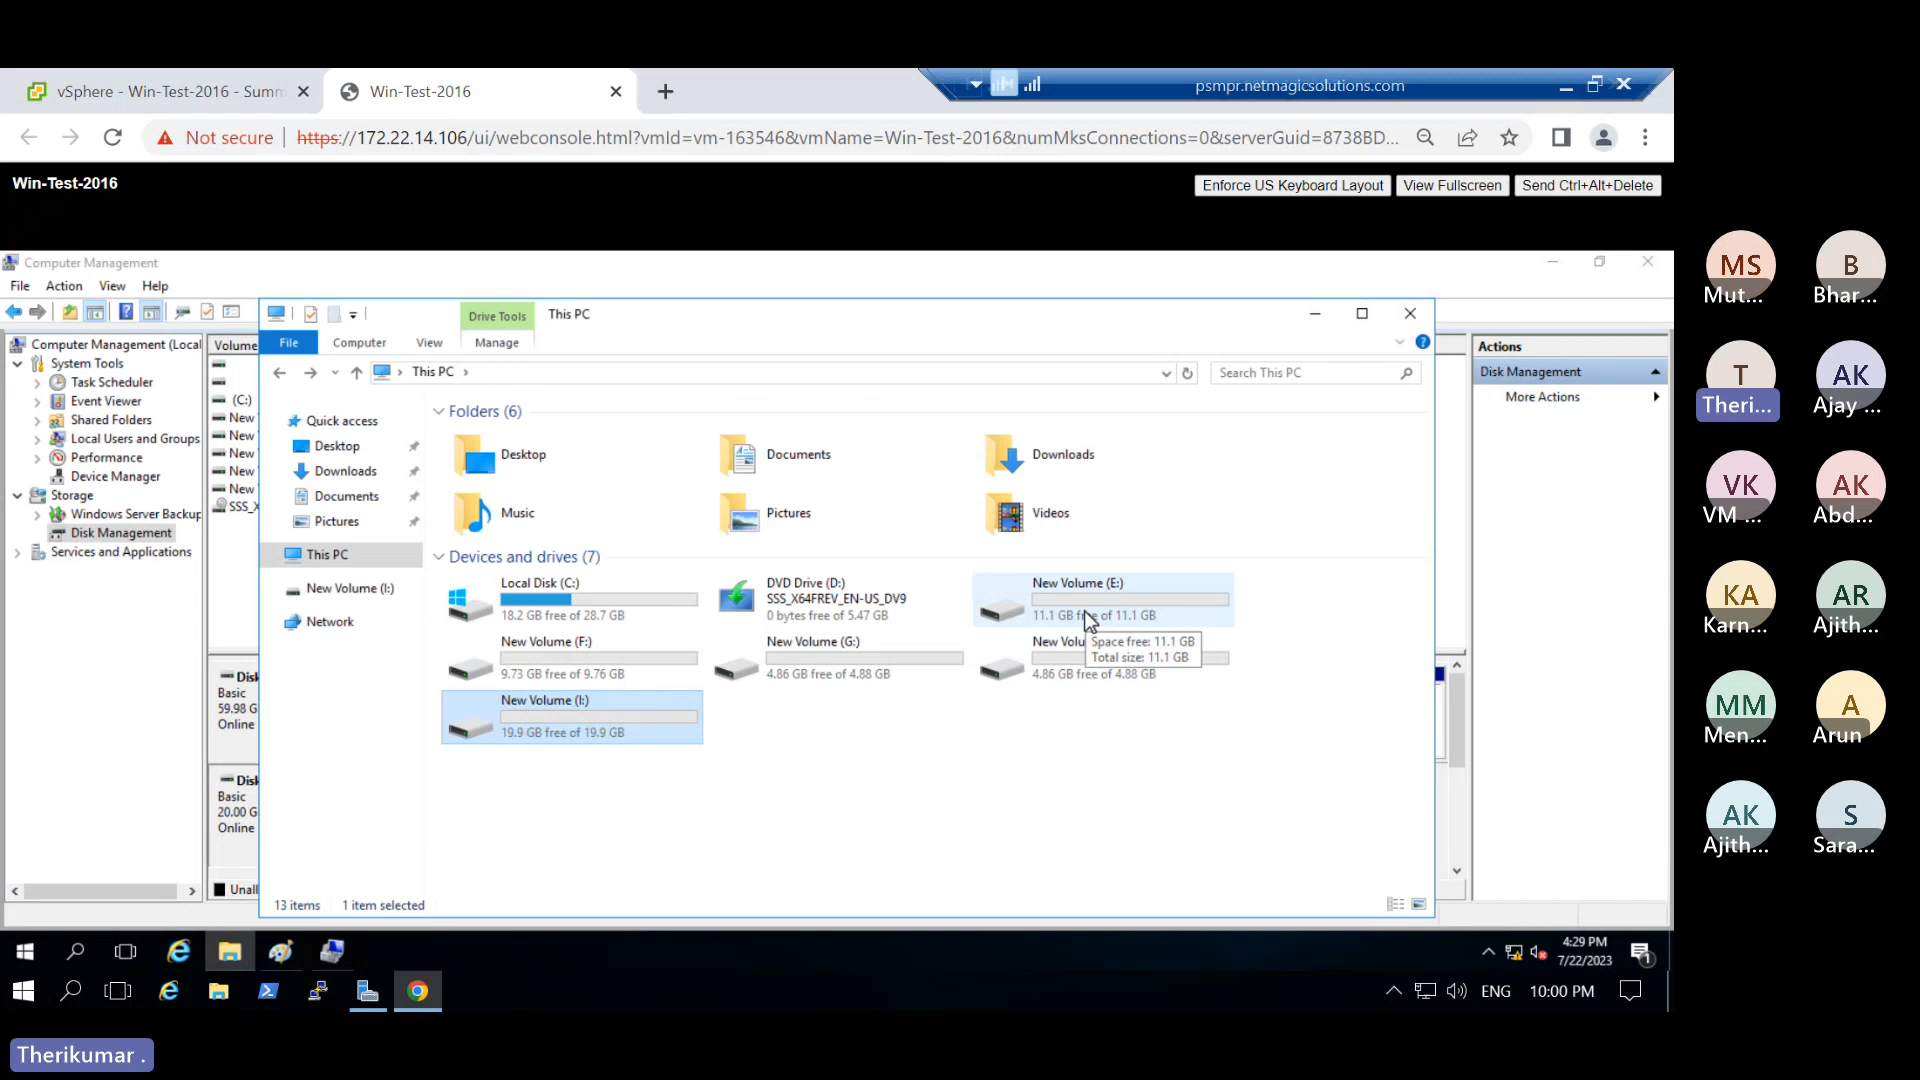 vSphere - Win-Test-2016 - Summ
Win-Test-2016
psmpr.netmagicsolutions.com
Not secure
https://172.22.14.106/ui/webconsole.html?vmId=vm-163546&vmName=Win-Test-2016&numMksConnections=0&serverGuid=8738BD...
Win-Test-2016
Enforce US Keyboard Layout
View Fullscreen
Send Ctrl+Alt+Delete
Computer Management
File Action View Help
Drive Tools
This PC
File Computer View Manage
This PC
Search This PC
Computer Management (Local
System Tools
Task Scheduler
Event Viewer
Shared Folders
Local Users and Groups
Performance
Device Manager
Storage
Windows Server Backup
Disk Management
Services and Applications
Volume
(C:)
New
New
New
New
New
SSS_X
Disk
Basic
59.98 G
Online
Disk
Basic
20.00 G
Online
Unall
Quick access
Desktop
Downloads
Documents
Pictures
This PC
New Volume (I:)
Network
Folders (6)
Desktop
Documents
Downloads
Music
Pictures
Videos
Devices and drives (7)
Local Disk (C:)
18.2 GB free of 28.7 GB
DVD Drive (D:)
SSS_X64FREV_EN-US_DV9
0 bytes free of 5.47 GB
New Volume (E:)
11.1 GB free of 11.1 GB
New Volume (F:)
9.73 GB free of 9.76 GB
New Volume (G:)
4.86 GB free of 4.88 GB
New Volu
4.86 GB free of 4.88 GB
Space free: 11.1 GB
Total size: 11.1 GB
New Volume (I:)
19.9 GB free of 19.9 GB
13 items
1 item selected
Actions
Disk Management
More Actions
4:29 PM
7/22/2023
1
ENG
10:00 PM
MS
Mut...
B
Bhar...
T
Theri...
AK
Ajay ...
VK
VM ...
AK
Abd...
KA
Karn...
AR
Ajith...
MM
Men...
A
Arun
AK
Ajith...
S
Sara...
Therikumar .